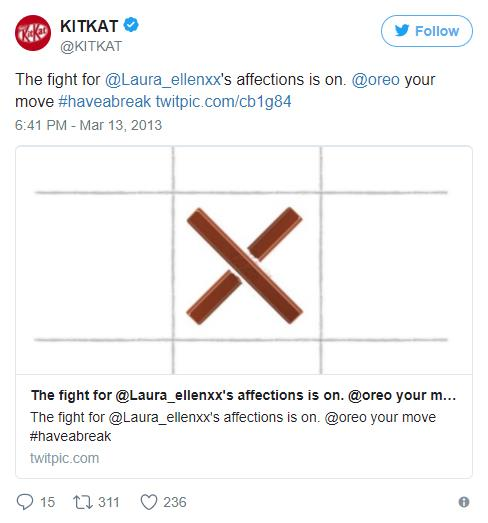 KitKat
KITKAT
@KITKAT
Follow
The fight for @Laura_ellenxx's affections is on. @oreo your
move #haveabreak twitpic.com/cb1g84
6:41 PM - Mar 13, 2013
The fight for @Laura_ellenxx's affections is on. @oreo your m...
The fight for @Laura_ellenxx's affections is on. @oreo your move
#haveabreak
twitpic.com
15 311 236